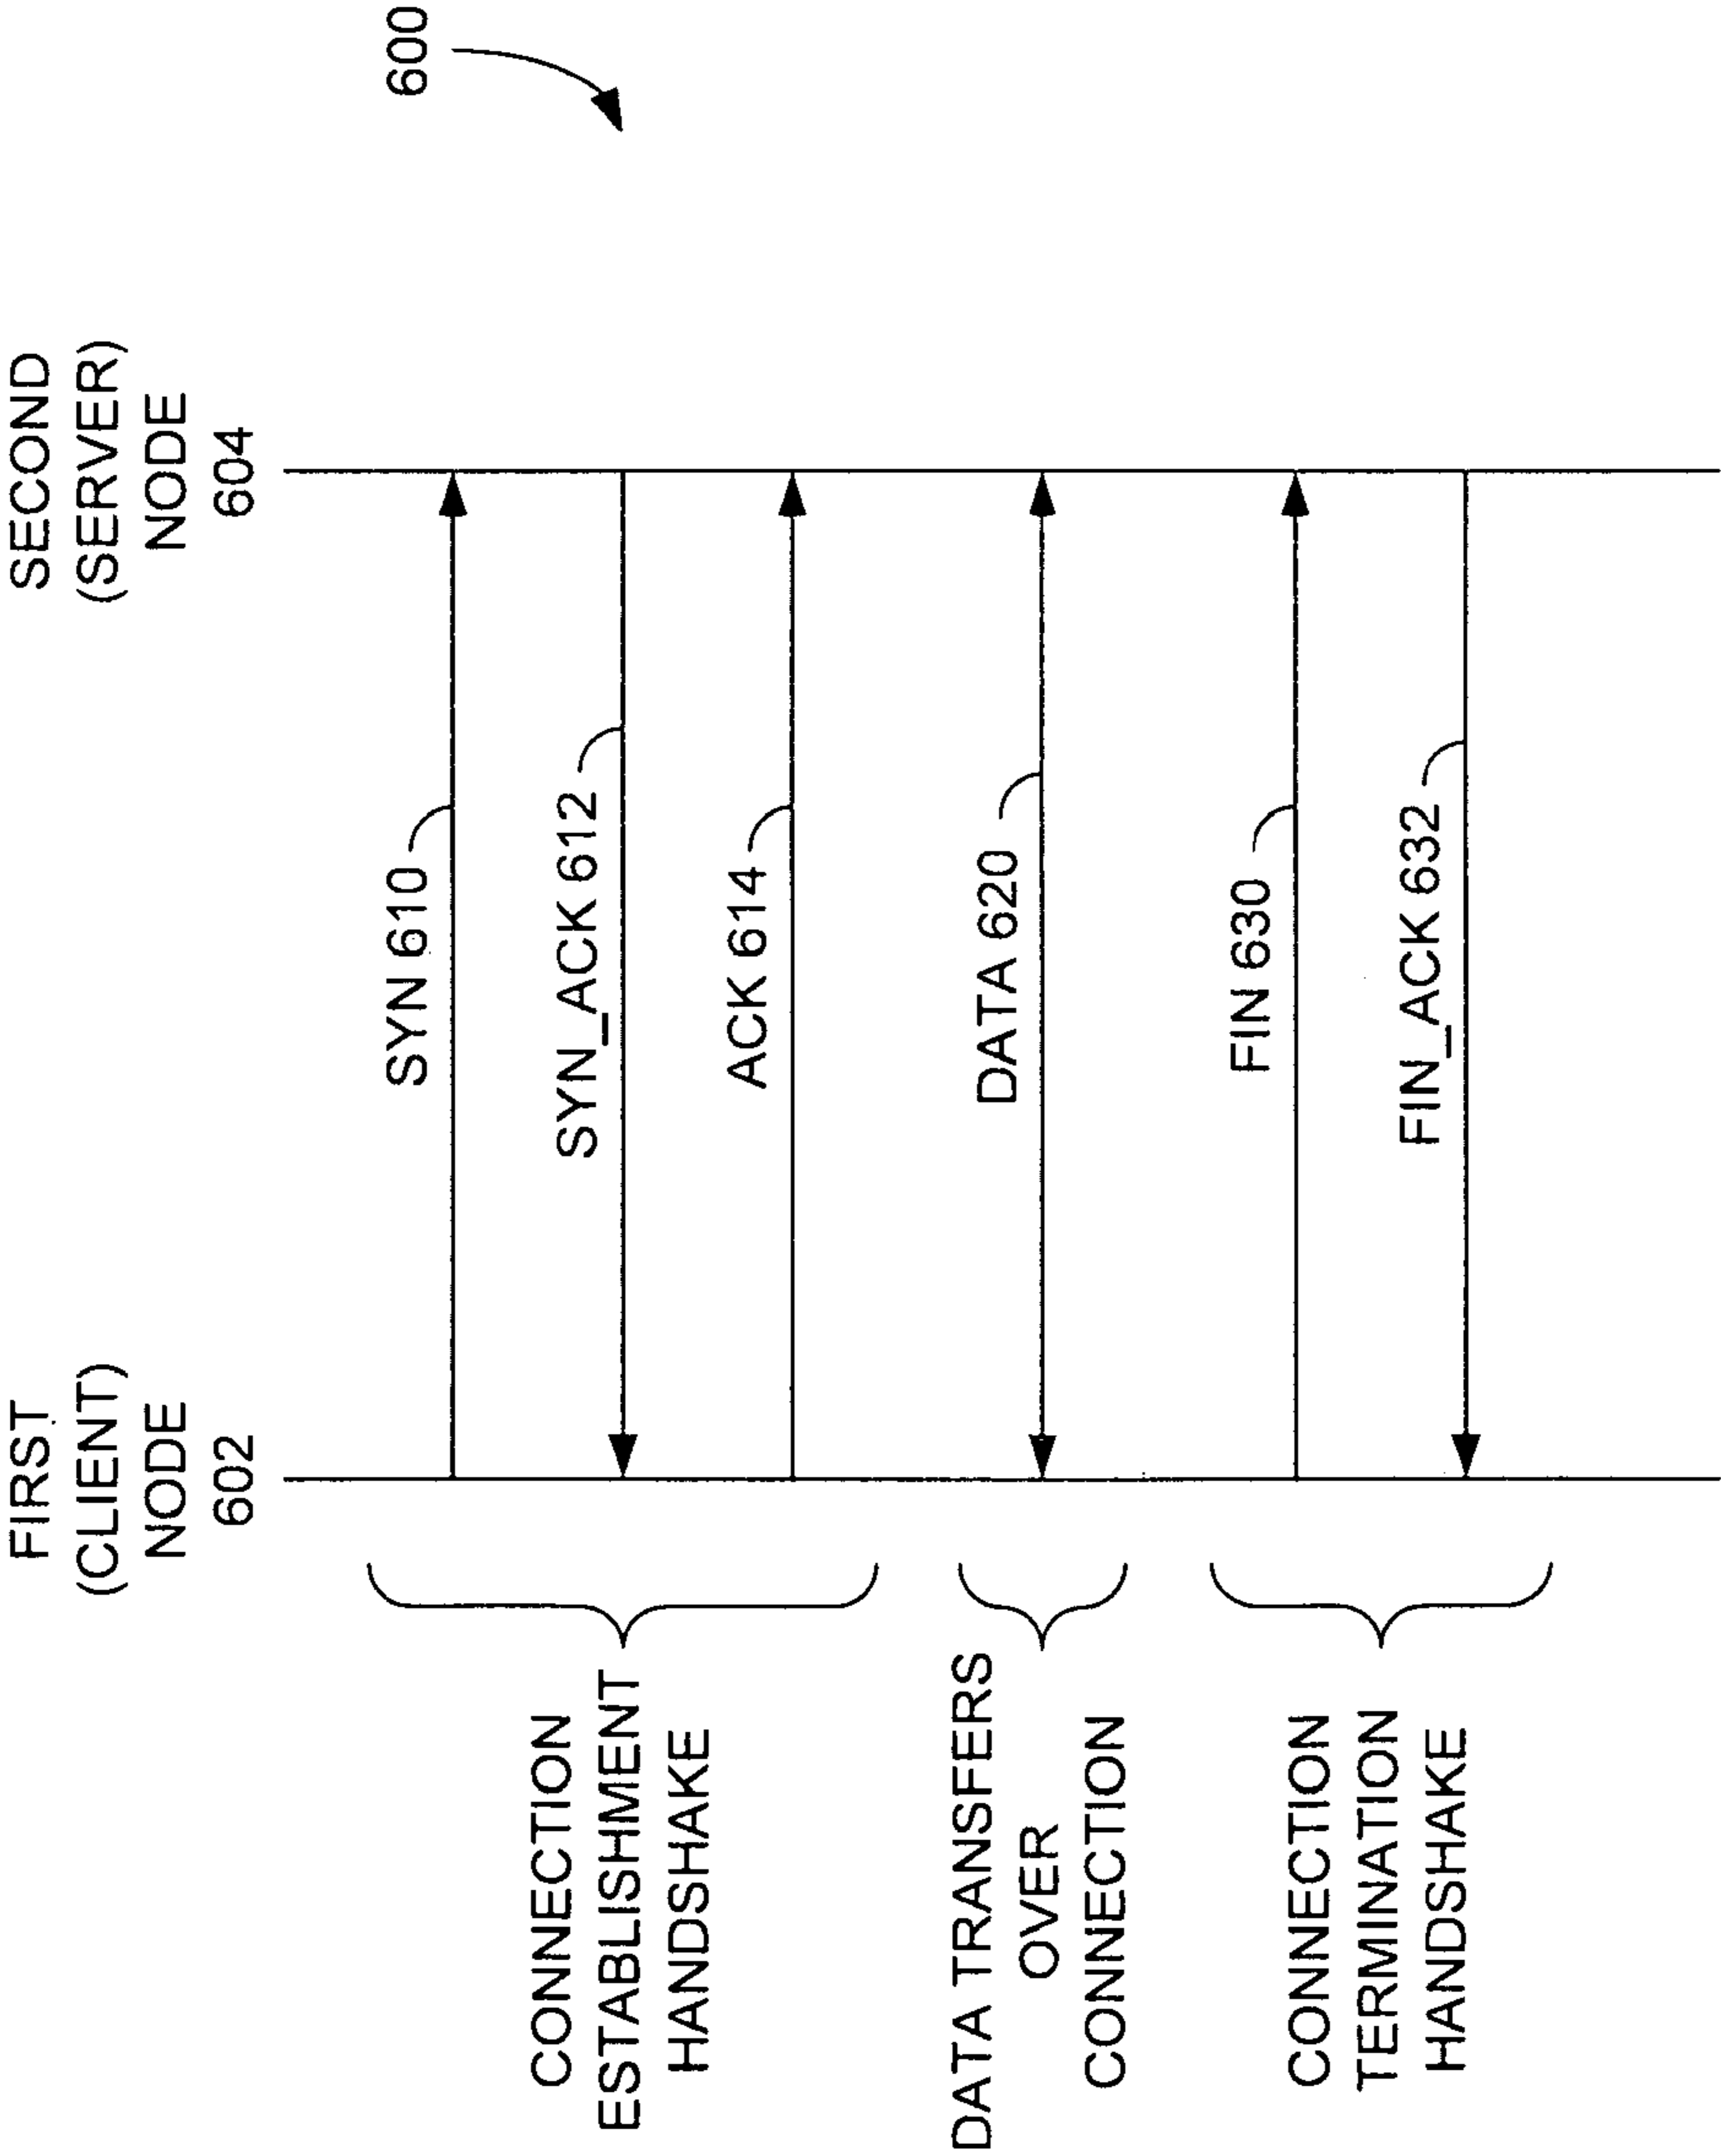 FIRST
(CLIENT)
NODE
602
SECOND
(SERVER)
NODE
604
600
CONNECTION
ESTABLISHMENT
HANDSHAKE
SYN 610
SYN_ACK 612
ACK 614
DATA TRANSFERS
OVER
CONNECTION
DATA 620
CONNECTION
TERMINATION
HANDSHAKE
FIN 630
FIN_ACK 632